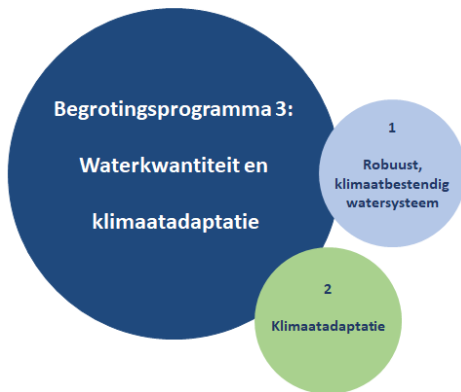 Begrotingsprogramma 3:
Waterkwantiteit en
klimaatadaptatie
1
Robuust,
klimaatbestendig
watersysteem
2
Klimaatadaptatie